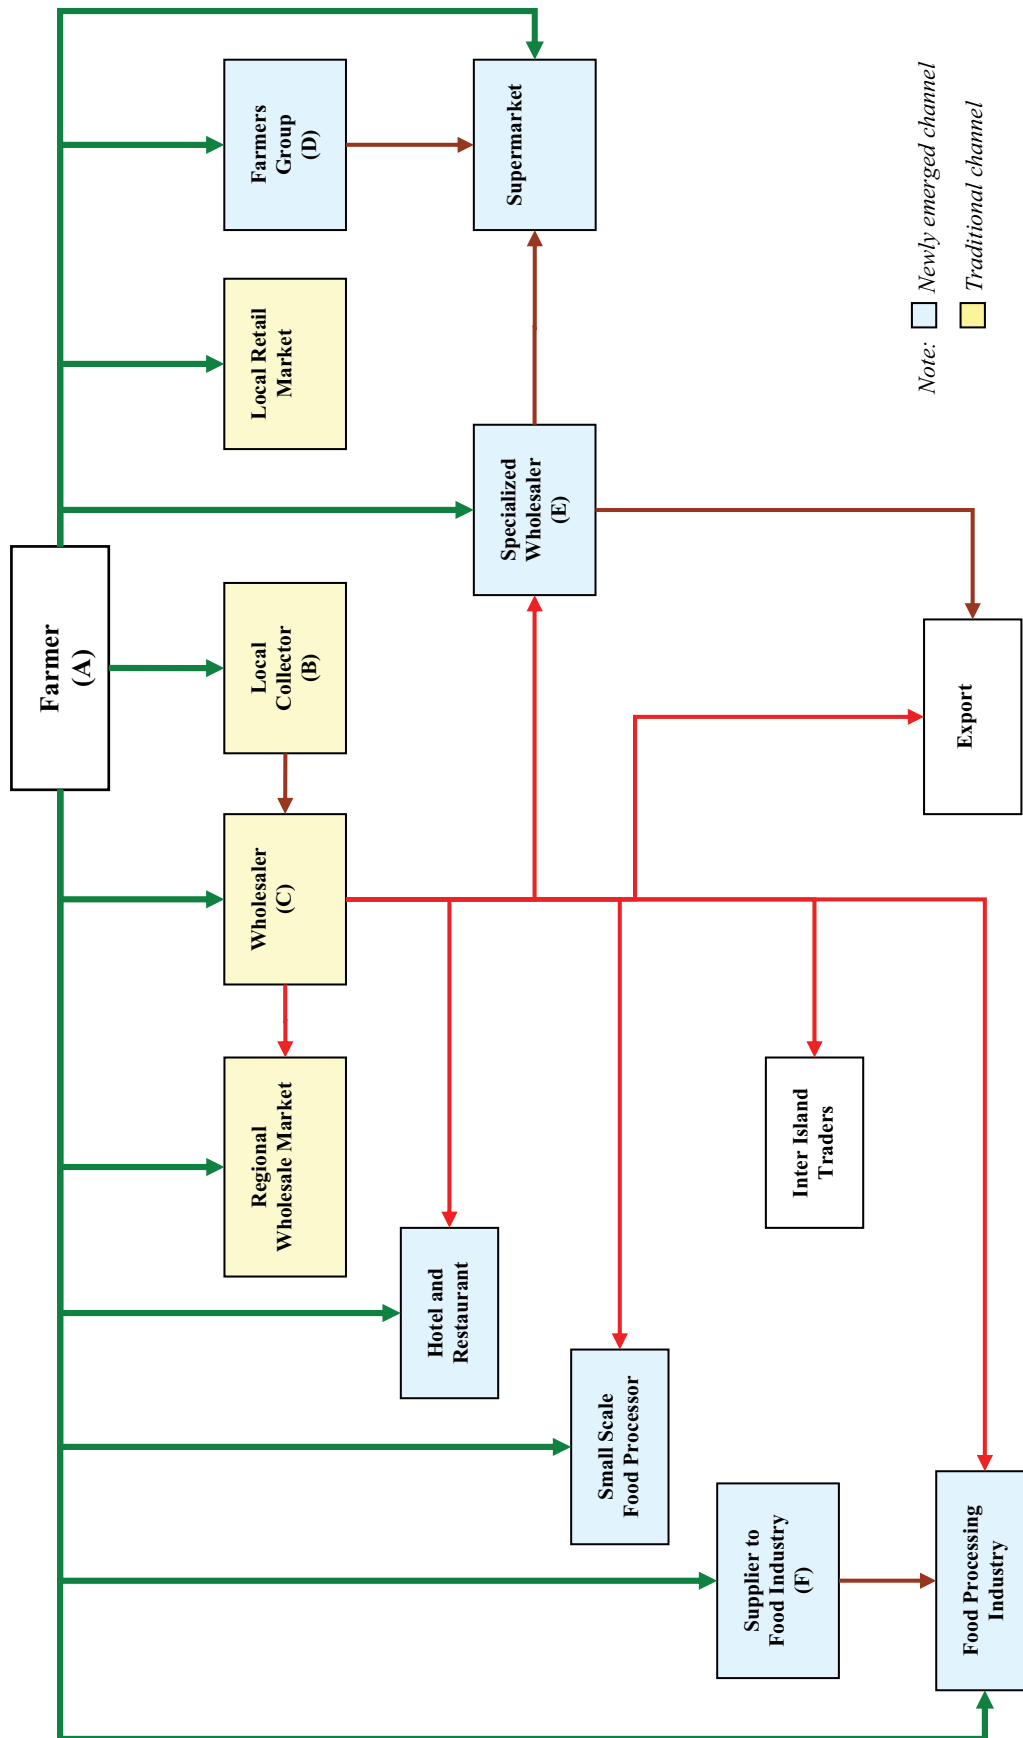 Farmer
(A)
Farmers
Group
(D)
Supermarket
Local Retail
Market
Specialized
Wholesaler
(E)
Local
Collector
(B)
Wholesaler
(C)
Export
Regional
Wholesale Market
Inter Island
Traders
Hotel and
Restaurant
Small Scale
Food Processor
Supplier to
Food Industry
(F)
Food Processing
Industry
Note: Newly emerged channel
Traditional channel